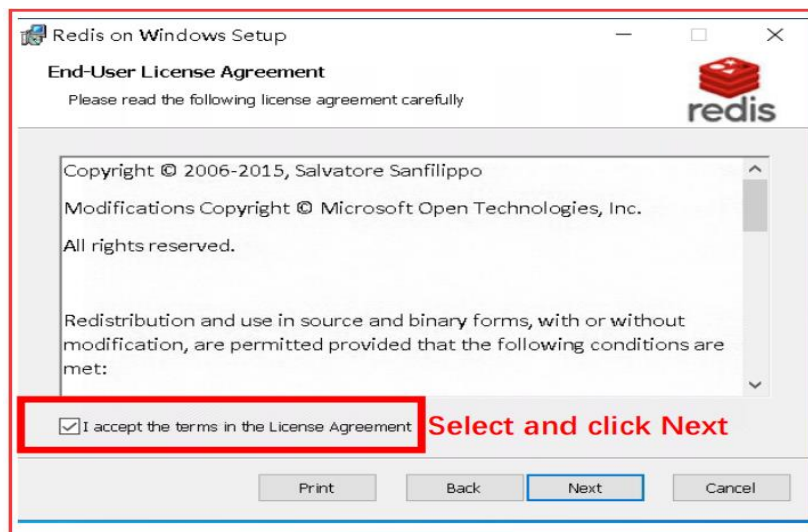 Redis on Windows Setup
End-User License Agreement
Please read the following license agreement carefully
redis
Copyright © 2006-2015, Salvatore Sanfilippo
Modifications Copyright © Microsoft Open Technologies, Inc.
All rights reserved.
Redistribution and use in source and binary forms, with or without
modification, are permitted provided that the following conditions are
met:
I accept the terms in the License Agreement Select and click Next
Print Back Next Cancel